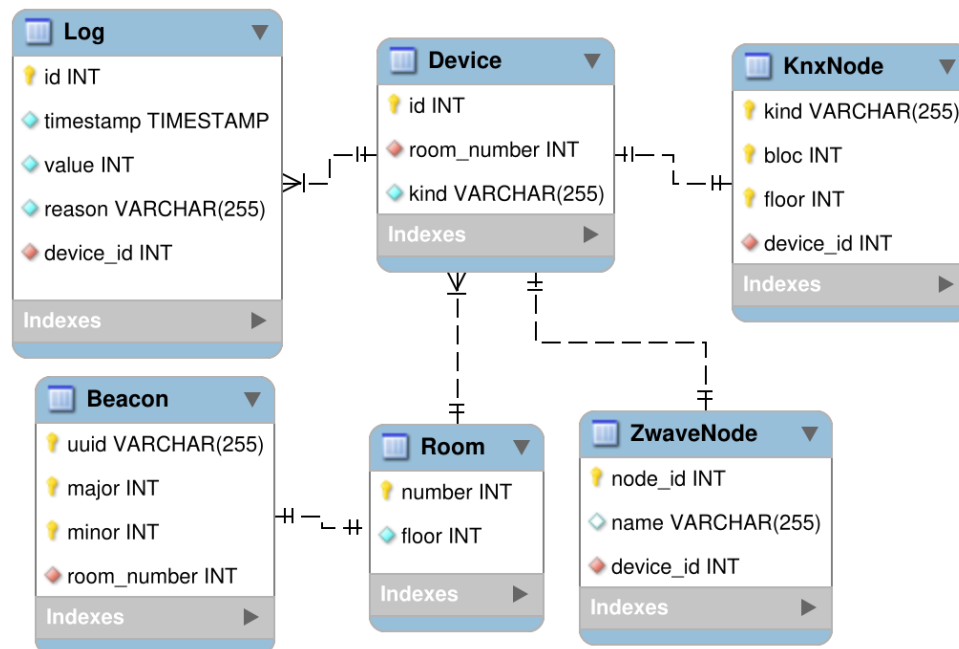 Log
id INT
timestamp TIMESTAMP
value INT
reason VARCHAR(255)
device_id INT
Indexes
Device
id INT
room_number INT
kind VARCHAR(255)
Indexes
KnxNode
kind VARCHAR(255)
bloc INT
floor INT
device_id INT
Indexes
Beacon
uuid VARCHAR(255)
major INT
minor INT
room_number INT
Indexes
Room
number INT
floor INT
Indexes
ZwaveNode
node_id INT
name VARCHAR(255)
device_id INT
Indexes